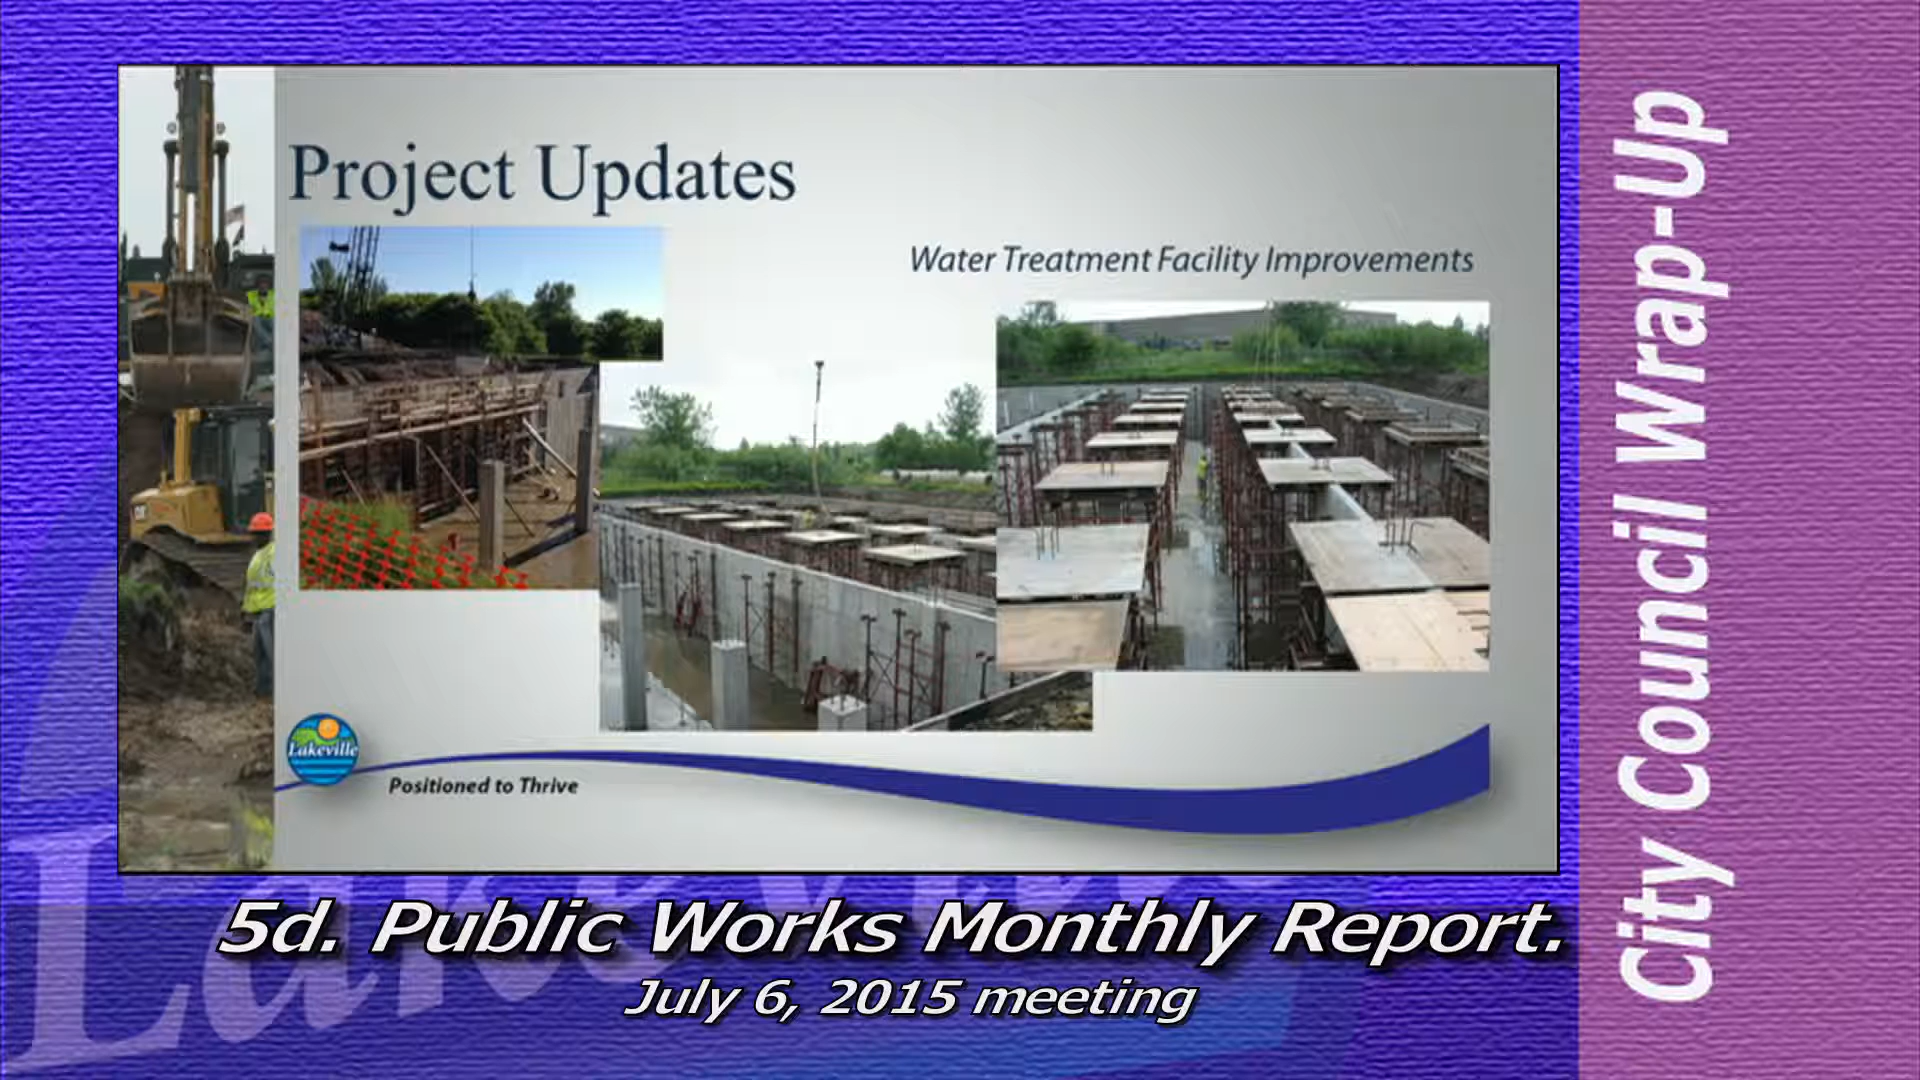 Project Updates
Water Treatment Facility Improvements
Lakeville
Positioned to Thrive
Lakeville
5d. Public Works Monthly Report.
July 6, 2015 meeting
City Council Wrap-Up